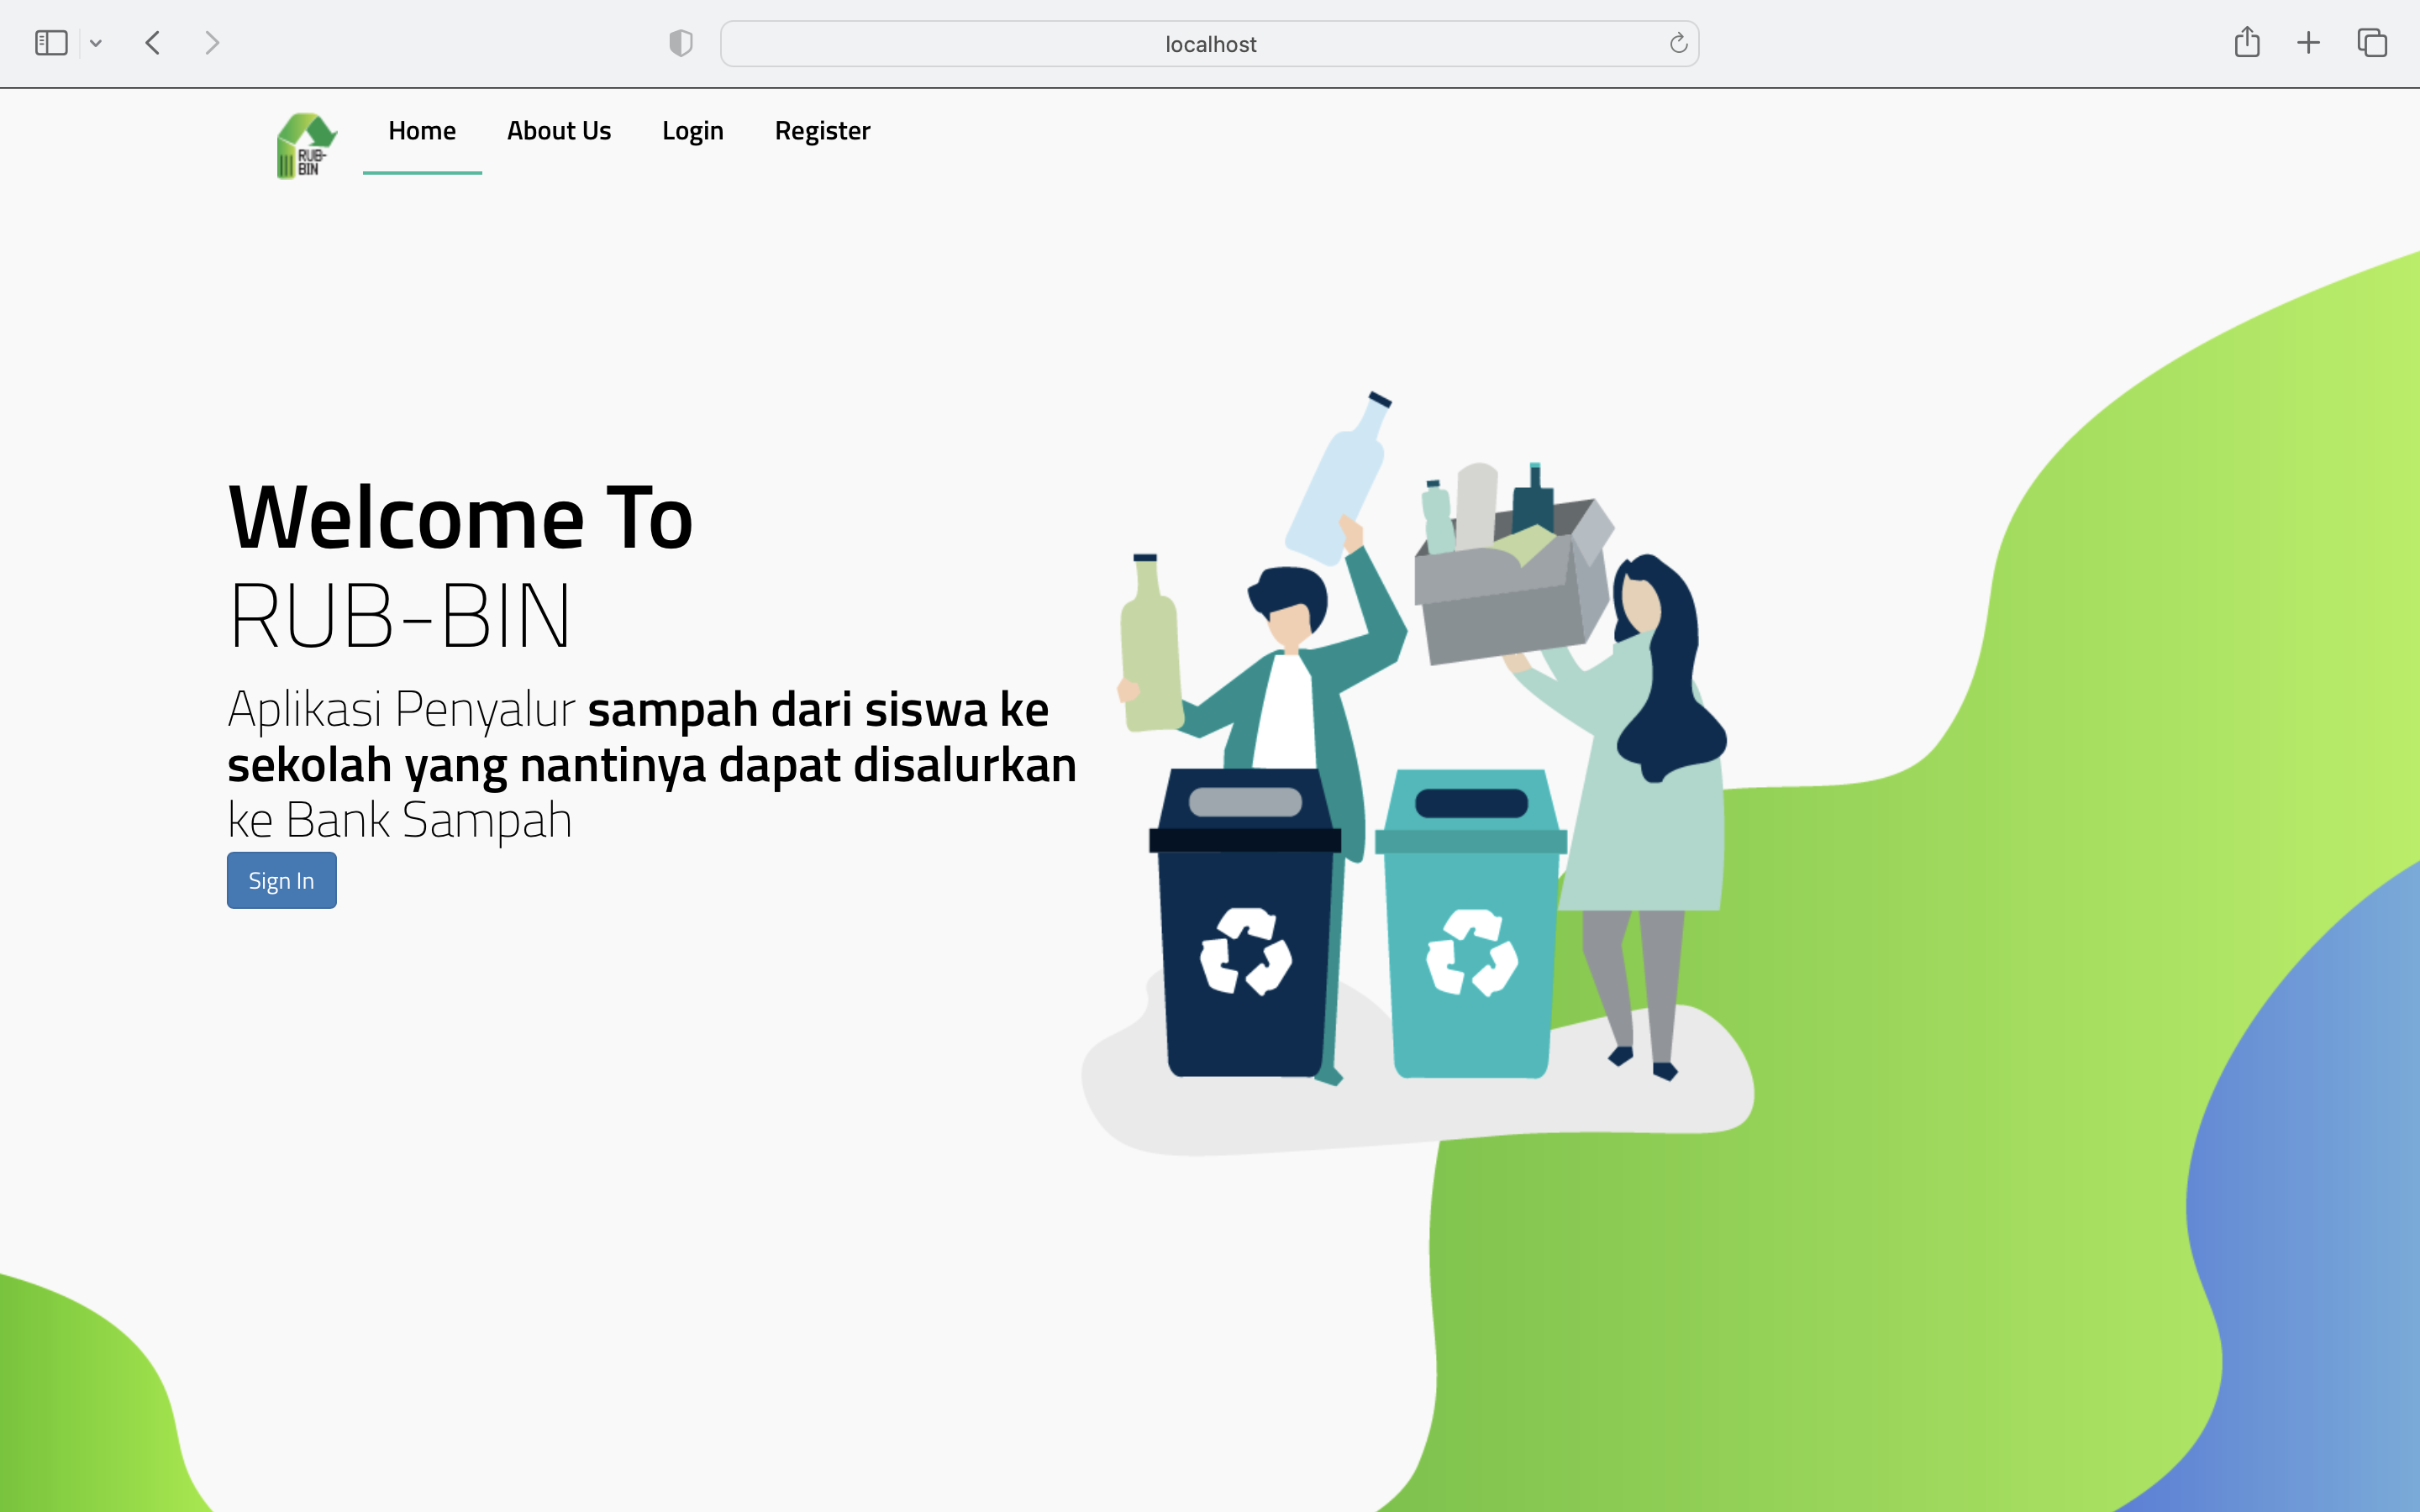 localhost
RUB-
BIN
Home About Us Login Register
Welcome To
RUB-BIN
Aplikasi Penyalur sampah dari siswa ke
sekolah yang nantinya dapat disalurkan
ke Bank Sampah
Sign In